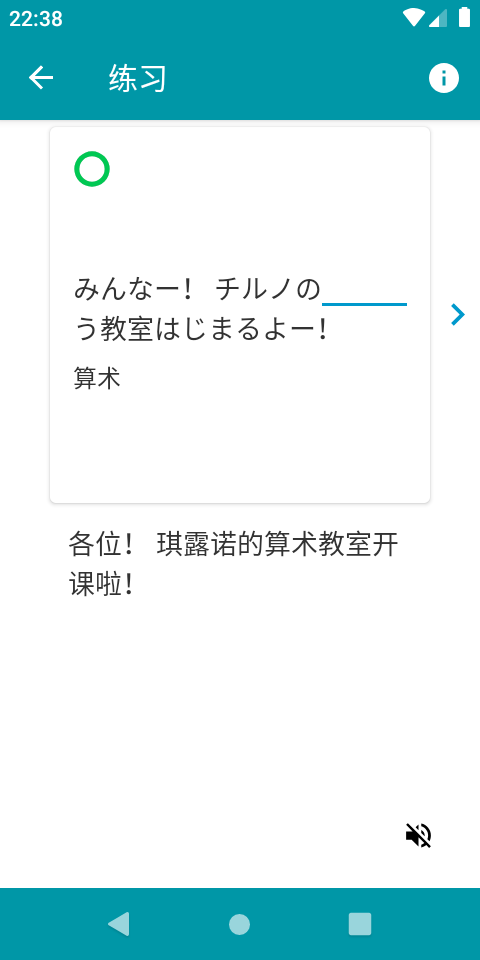 22:38
练习
みんなー！ チルノの______
う教室はじまるよー！
算术
各位！ 琪露诺的算术教室开
课啦！